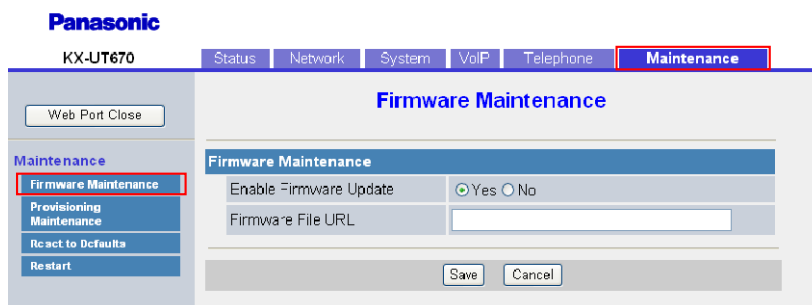 Panasonic
KX-UT670
Status Network System VoIP Telephone Maintenance
Web Port Close
Firmware Maintenance
Maintenance
Firmware Maintenance
Provisioning
Maintenance
Reset to Defaults
Restart
Firmware Maintenance
Enable Firmware Update Yes No
Firmware File URL
Save Cancel